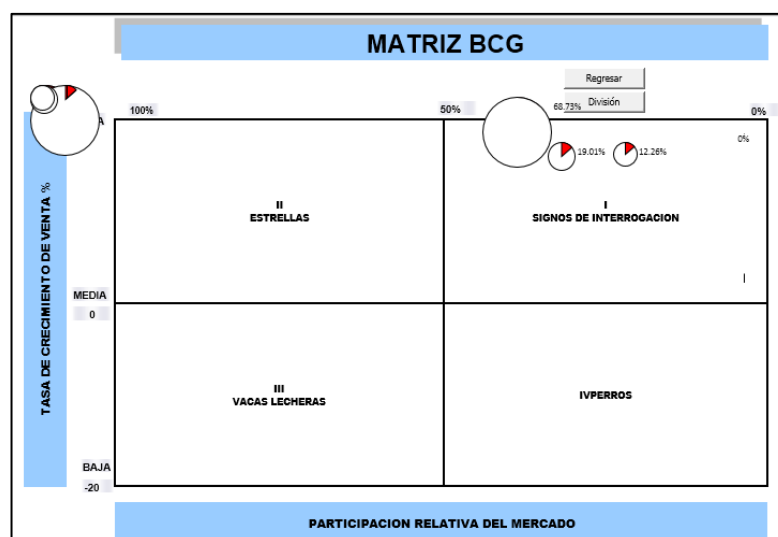 MATRIZ BCG
Regresar
División
68.73%
100%
50%
0%
A
19.01%
12.26%
0%
II
ESTRELLAS
I
SIGNOS DE INTERROGACION
I
TASA DE CRECIMIENTO DE VENTA %
MEDIA
0
III
VACAS LECHERAS
IVPERROS
BAJA
-20
PARTICIPACION RELATIVA DEL MERCADO